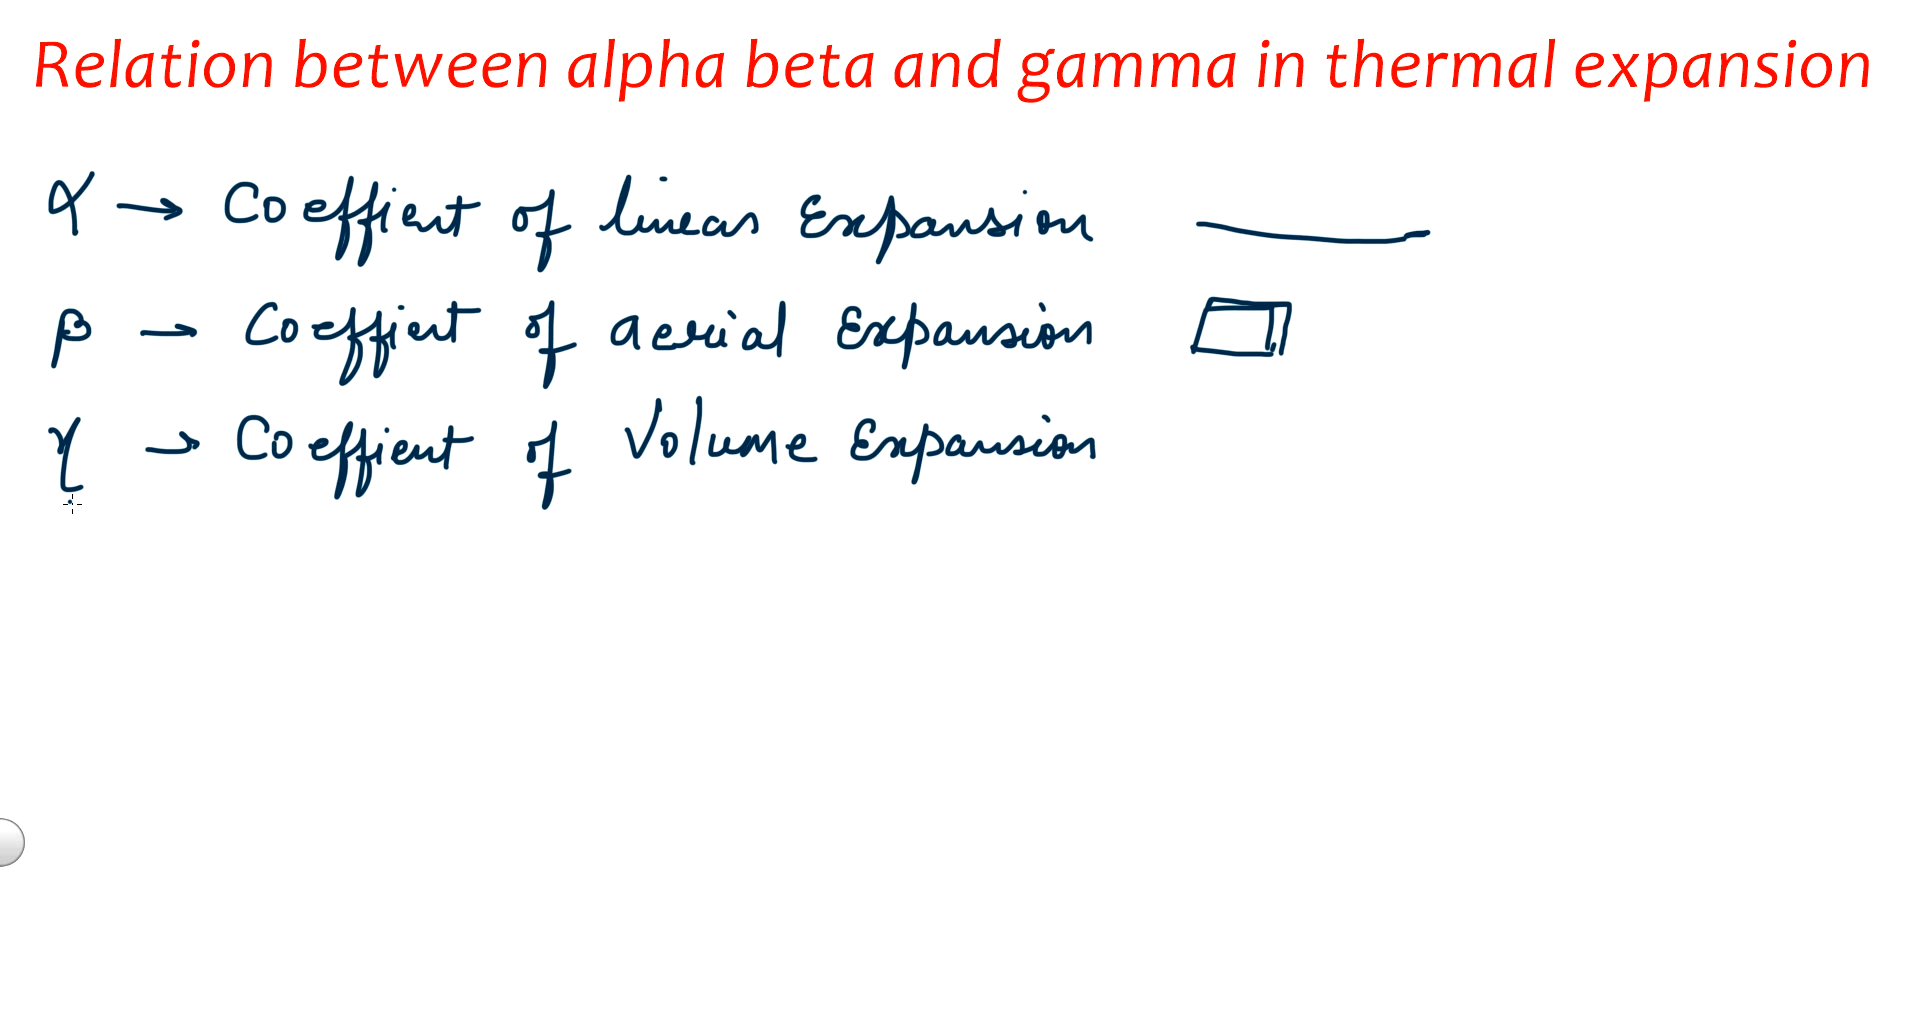 Relation between alpha beta and gamma in thermal expansion
α → Coeffient of linear Expansion
β → Coeffient of aerial Expansion
γ → Coeffient of Volume Expansion